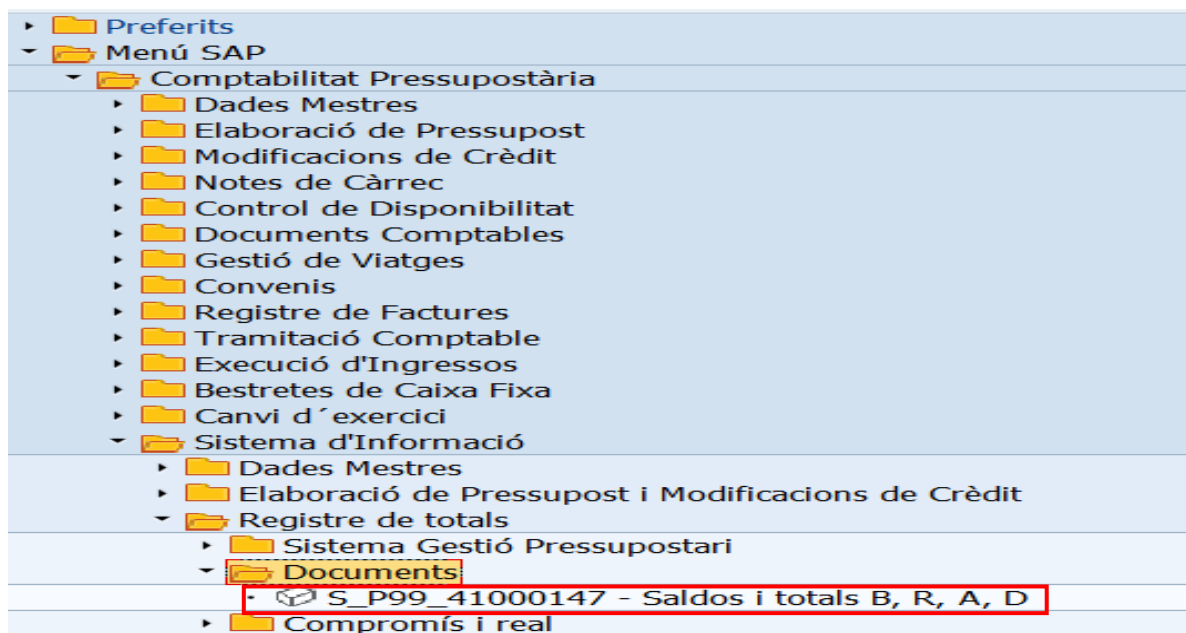 Preferits
Menú SAP
Comptabilitat Pressupostària
Dades Mestres
Elaboració de Pressupost
Modificacions de Crèdit
Notes de Càrrec
Control de Disponibilitat
Documents Comptables
Gestió de Viatges
Convenis
Registre de Factures
Tramitació Comptable
Execució d'Ingressos
Bestretes de Caixa Fixa
Canvi d´exercici
Sistema d'Informació
Dades Mestres
Elaboració de Pressupost i Modificacions de Crèdit
Registre de totals
Sistema Gestió Pressupostari
Documents
S_P99_41000147 - Saldos i totals B, R, A, D
Compromís i real